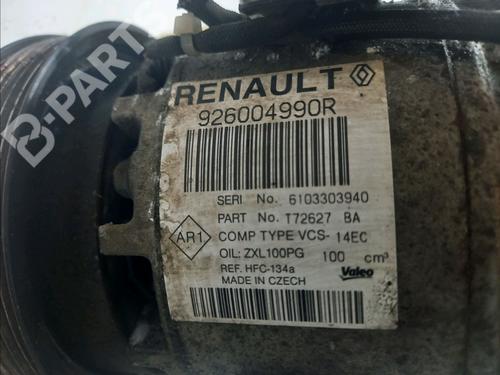 B-PARTS
RENAULT
926004990R
SERI No. 6103303940
PART No. T72627 BA
AR1
COMP TYPE VCS- 14EC
OIL: ZXL100PG 100 cm³
REF. HFC-134a
MADE IN CZECH
Valeo